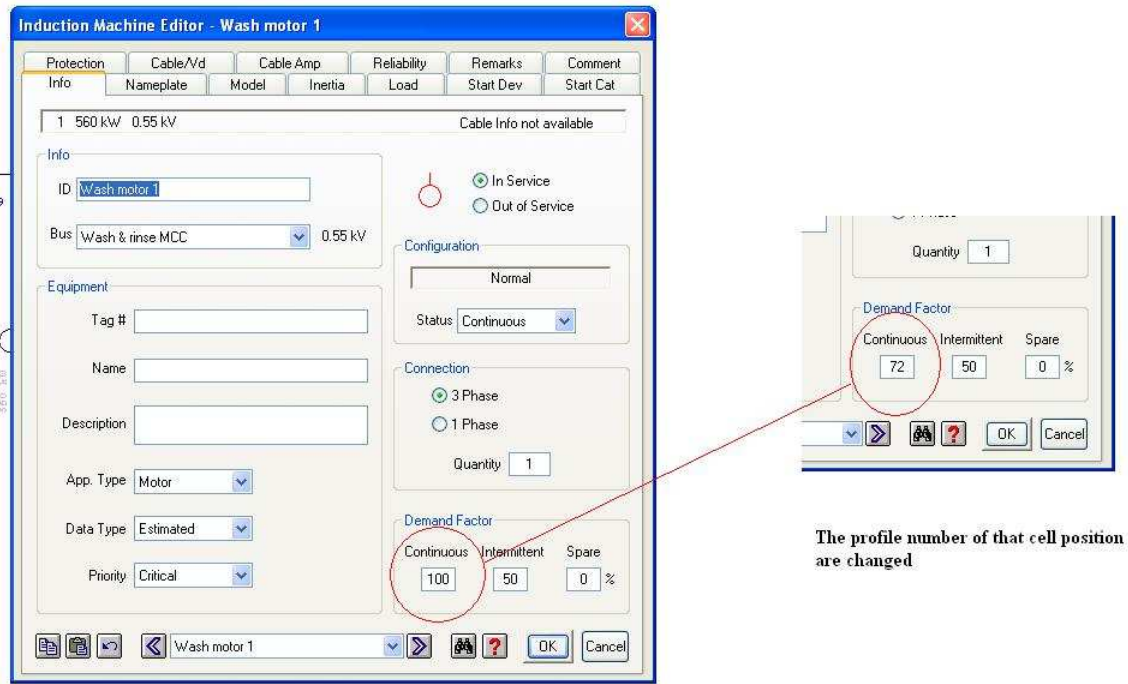 Induction Machine Editor - Wash motor 1
Protection Cable/Vd Cable Amp Reliability Remarks Comment
Info Nameplate Model Inertia Load Start Dev Start Cat
1 560 kW 0.55 kV Cable Info not available
Info
ID Wash motor 1
Bus Wash & rinse MCC 0.55 kV
In Service
Out of Service
Configuration
Normal
Status Continuous
Equipment
Tag #
Name
Description
App. Type Motor
Data Type Estimated
Priority Critical
Connection
3 Phase
1 Phase
Quantity 1
Demand Factor
Continuous Intermittent Spare
100 50 0 %
Wash motor 1 ? OK Cancel
Quantity 1
Demand Factor
Continuous Intermittent Spare
72 50 0 %
? OK Cancel
The profile number of that cell position
are changed